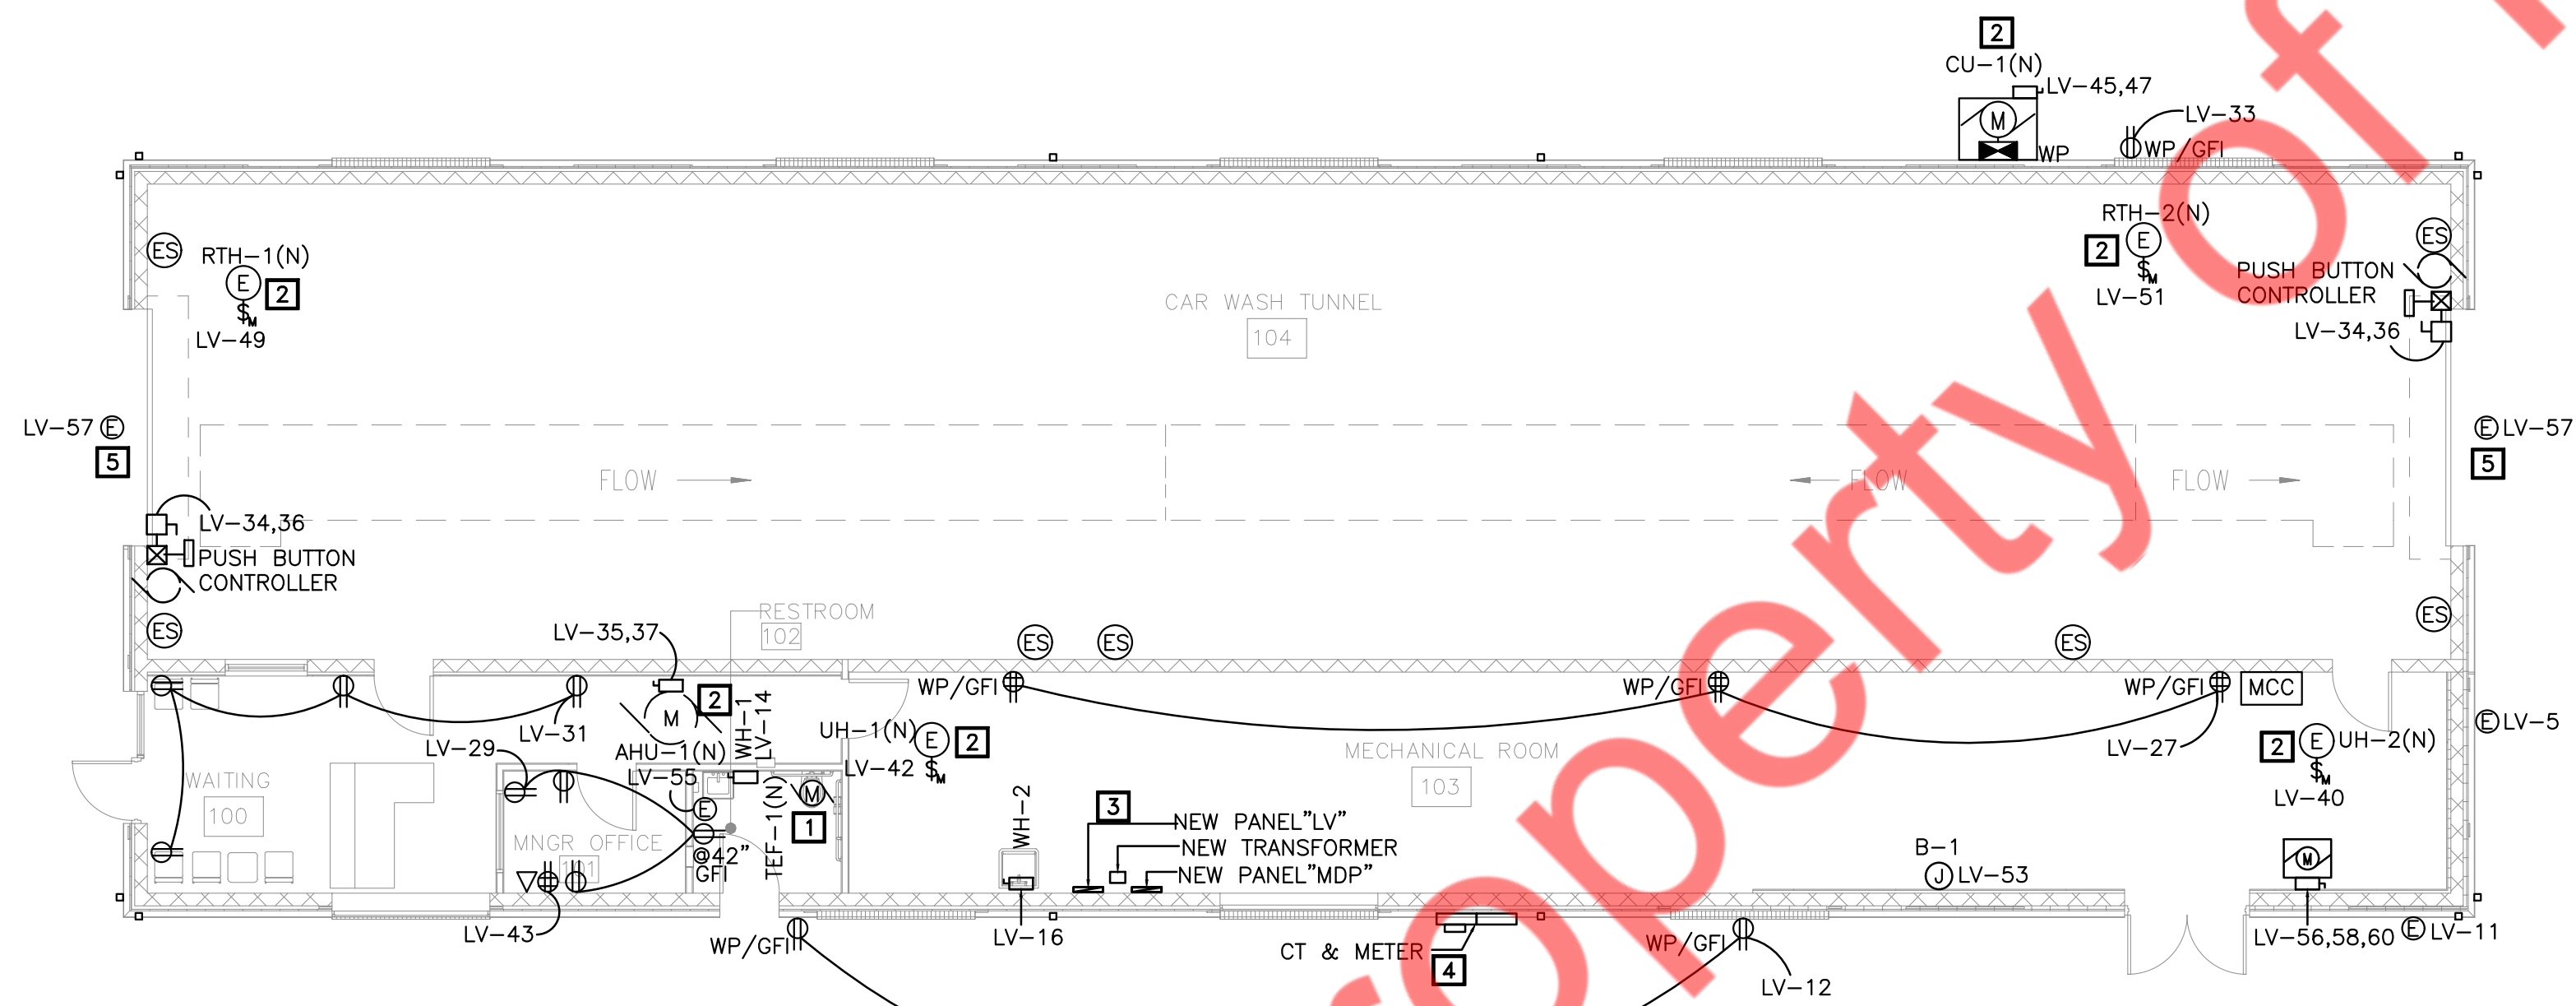 2
CU-1(N)
LV-45,47
M
WP
LV-33
WP/GFI
ES
RTH-1(N)
E
2
$M
LV-49
CAR WASH TUNNEL
104
RTH-2(N)
2
E
$M
LV-51
ES
PUSH BUTTON
CONTROLLER
LV-34,36
LV-57 E
5
FLOW
FLOW
FLOW
E LV-57
5
LV-34,36
PUSH BUTTON
CONTROLLER
ES
RESTROOM
102
LV-35,37
ES
ES
ES
ES
LV-31
M
2
AHU-1(N)
WH-1
LV-14
LV-29
LV-55
E
@42"
GFI
TEF-1(N)
M
1
WAITING
100
MNGR OFFICE
101
LV-43
WP/GFI
WP/GFI
WP/GFI
MCC
LV-27
UH-1(N)
E
2
$M
LV-42
MECHANICAL ROOM
103
2
E
UH-2(N)
$M
LV-40
E LV-5
WH-2
LV-16
3
NEW PANEL"LV"
NEW TRANSFORMER
NEW PANEL"MDP"
B-1
J LV-53
M
LV-56,58,60
E LV-11
WP/GFI
CT & METER
4
WP/GFI
LV-12
Property of